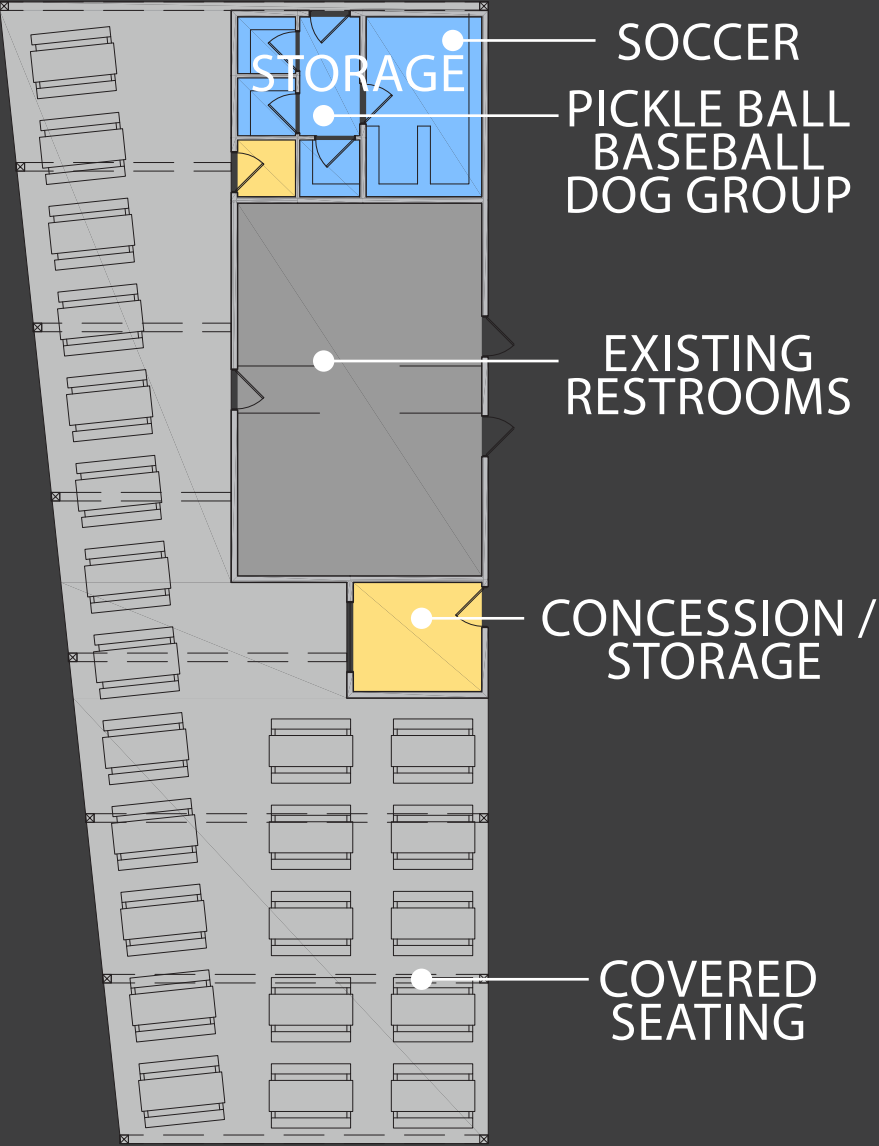 SOCCER
STORAGE
PICKLE BALL
BASEBALL
DOG GROUP
EXISTING
RESTROOMS
CONCESSION /
STORAGE
COVERED
SEATING